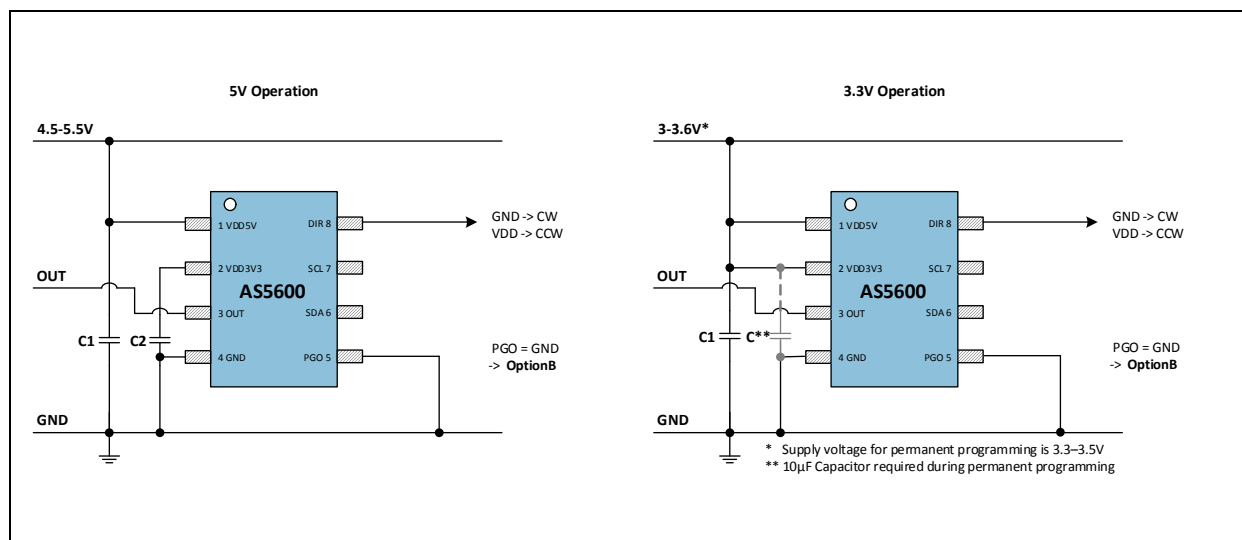 5V Operation
4.5-5.5V
1 VDD5V
DIR 8
GND -> CW
VDD -> CCW
2 VDD3V3
SCL 7
OUT
AS5600
3 OUT
SDA 6
C1
C2
4 GND
PGO 5
PGO = GND
-> OptionB
GND
3.3V Operation
3-3.6V*
1 VDD5V
DIR 8
GND -> CW
VDD -> CCW
2 VDD3V3
SCL 7
OUT
AS5600
3 OUT
SDA 6
C1
C**
4 GND
PGO 5
PGO = GND
-> OptionB
GND
* Supply voltage for permanent programming is 3.3–3.5V
** 10µF Capacitor required during permanent programming